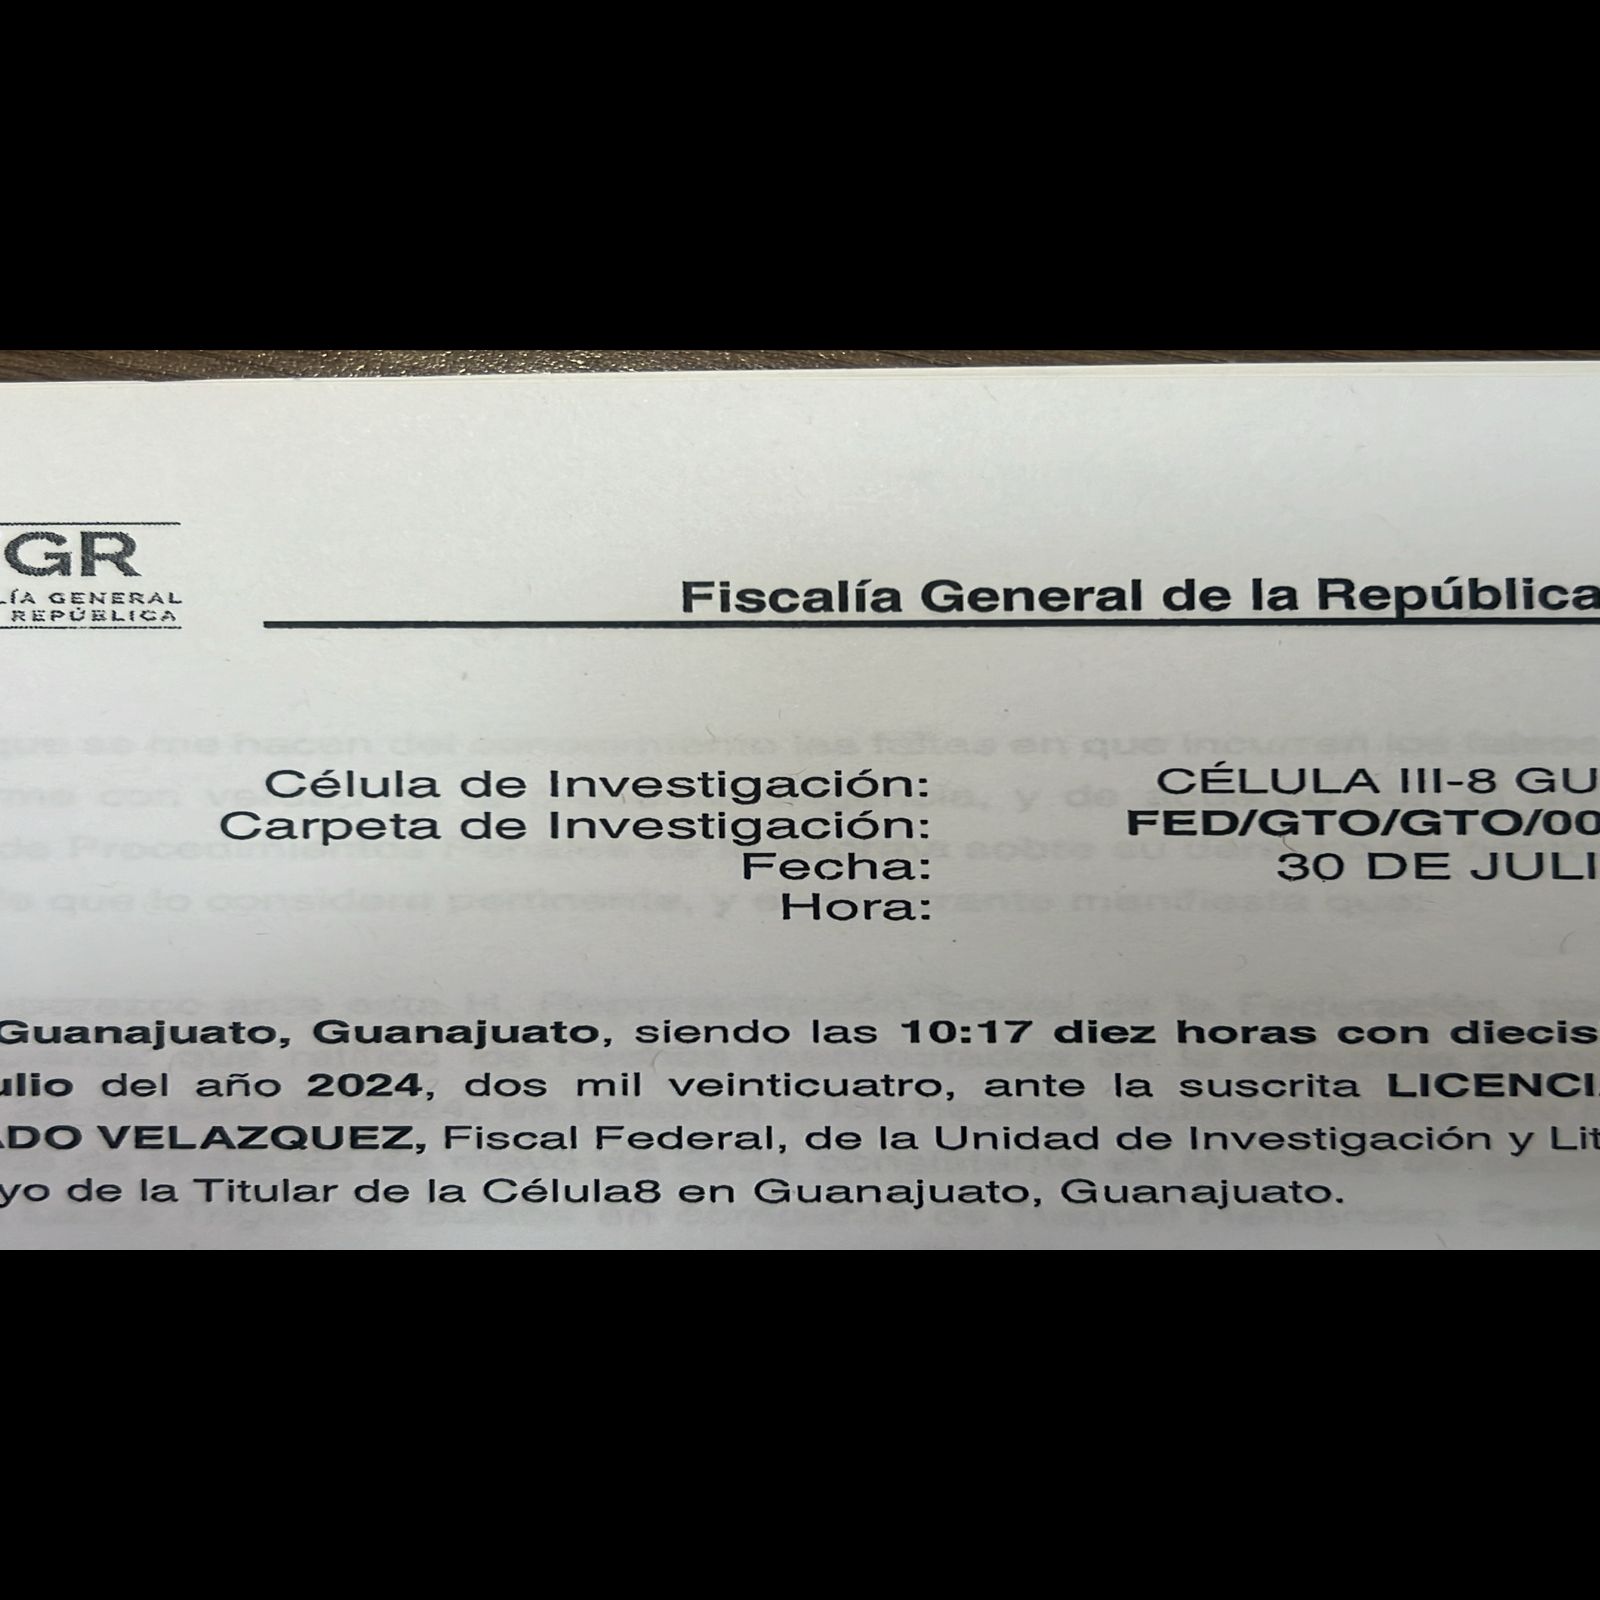 GR
ÍA GENERAL
REPÚBLICA
Fiscalía General de la República
Célula de Investigación: CÉLULA III-8 GU
Carpeta de Investigación: FED/GTO/GTO/00
Fecha: 30 DE JULI
Hora:
Guanajuato, Guanajuato, siendo las 10:17 diez horas con diecis
ulio del año 2024, dos mil veinticuatro, ante la suscrita LICENCI
ADO VELAZQUEZ, Fiscal Federal, de la Unidad de Investigación y Lit
yo de la Titular de la Célula8 en Guanajuato, Guanajuato.